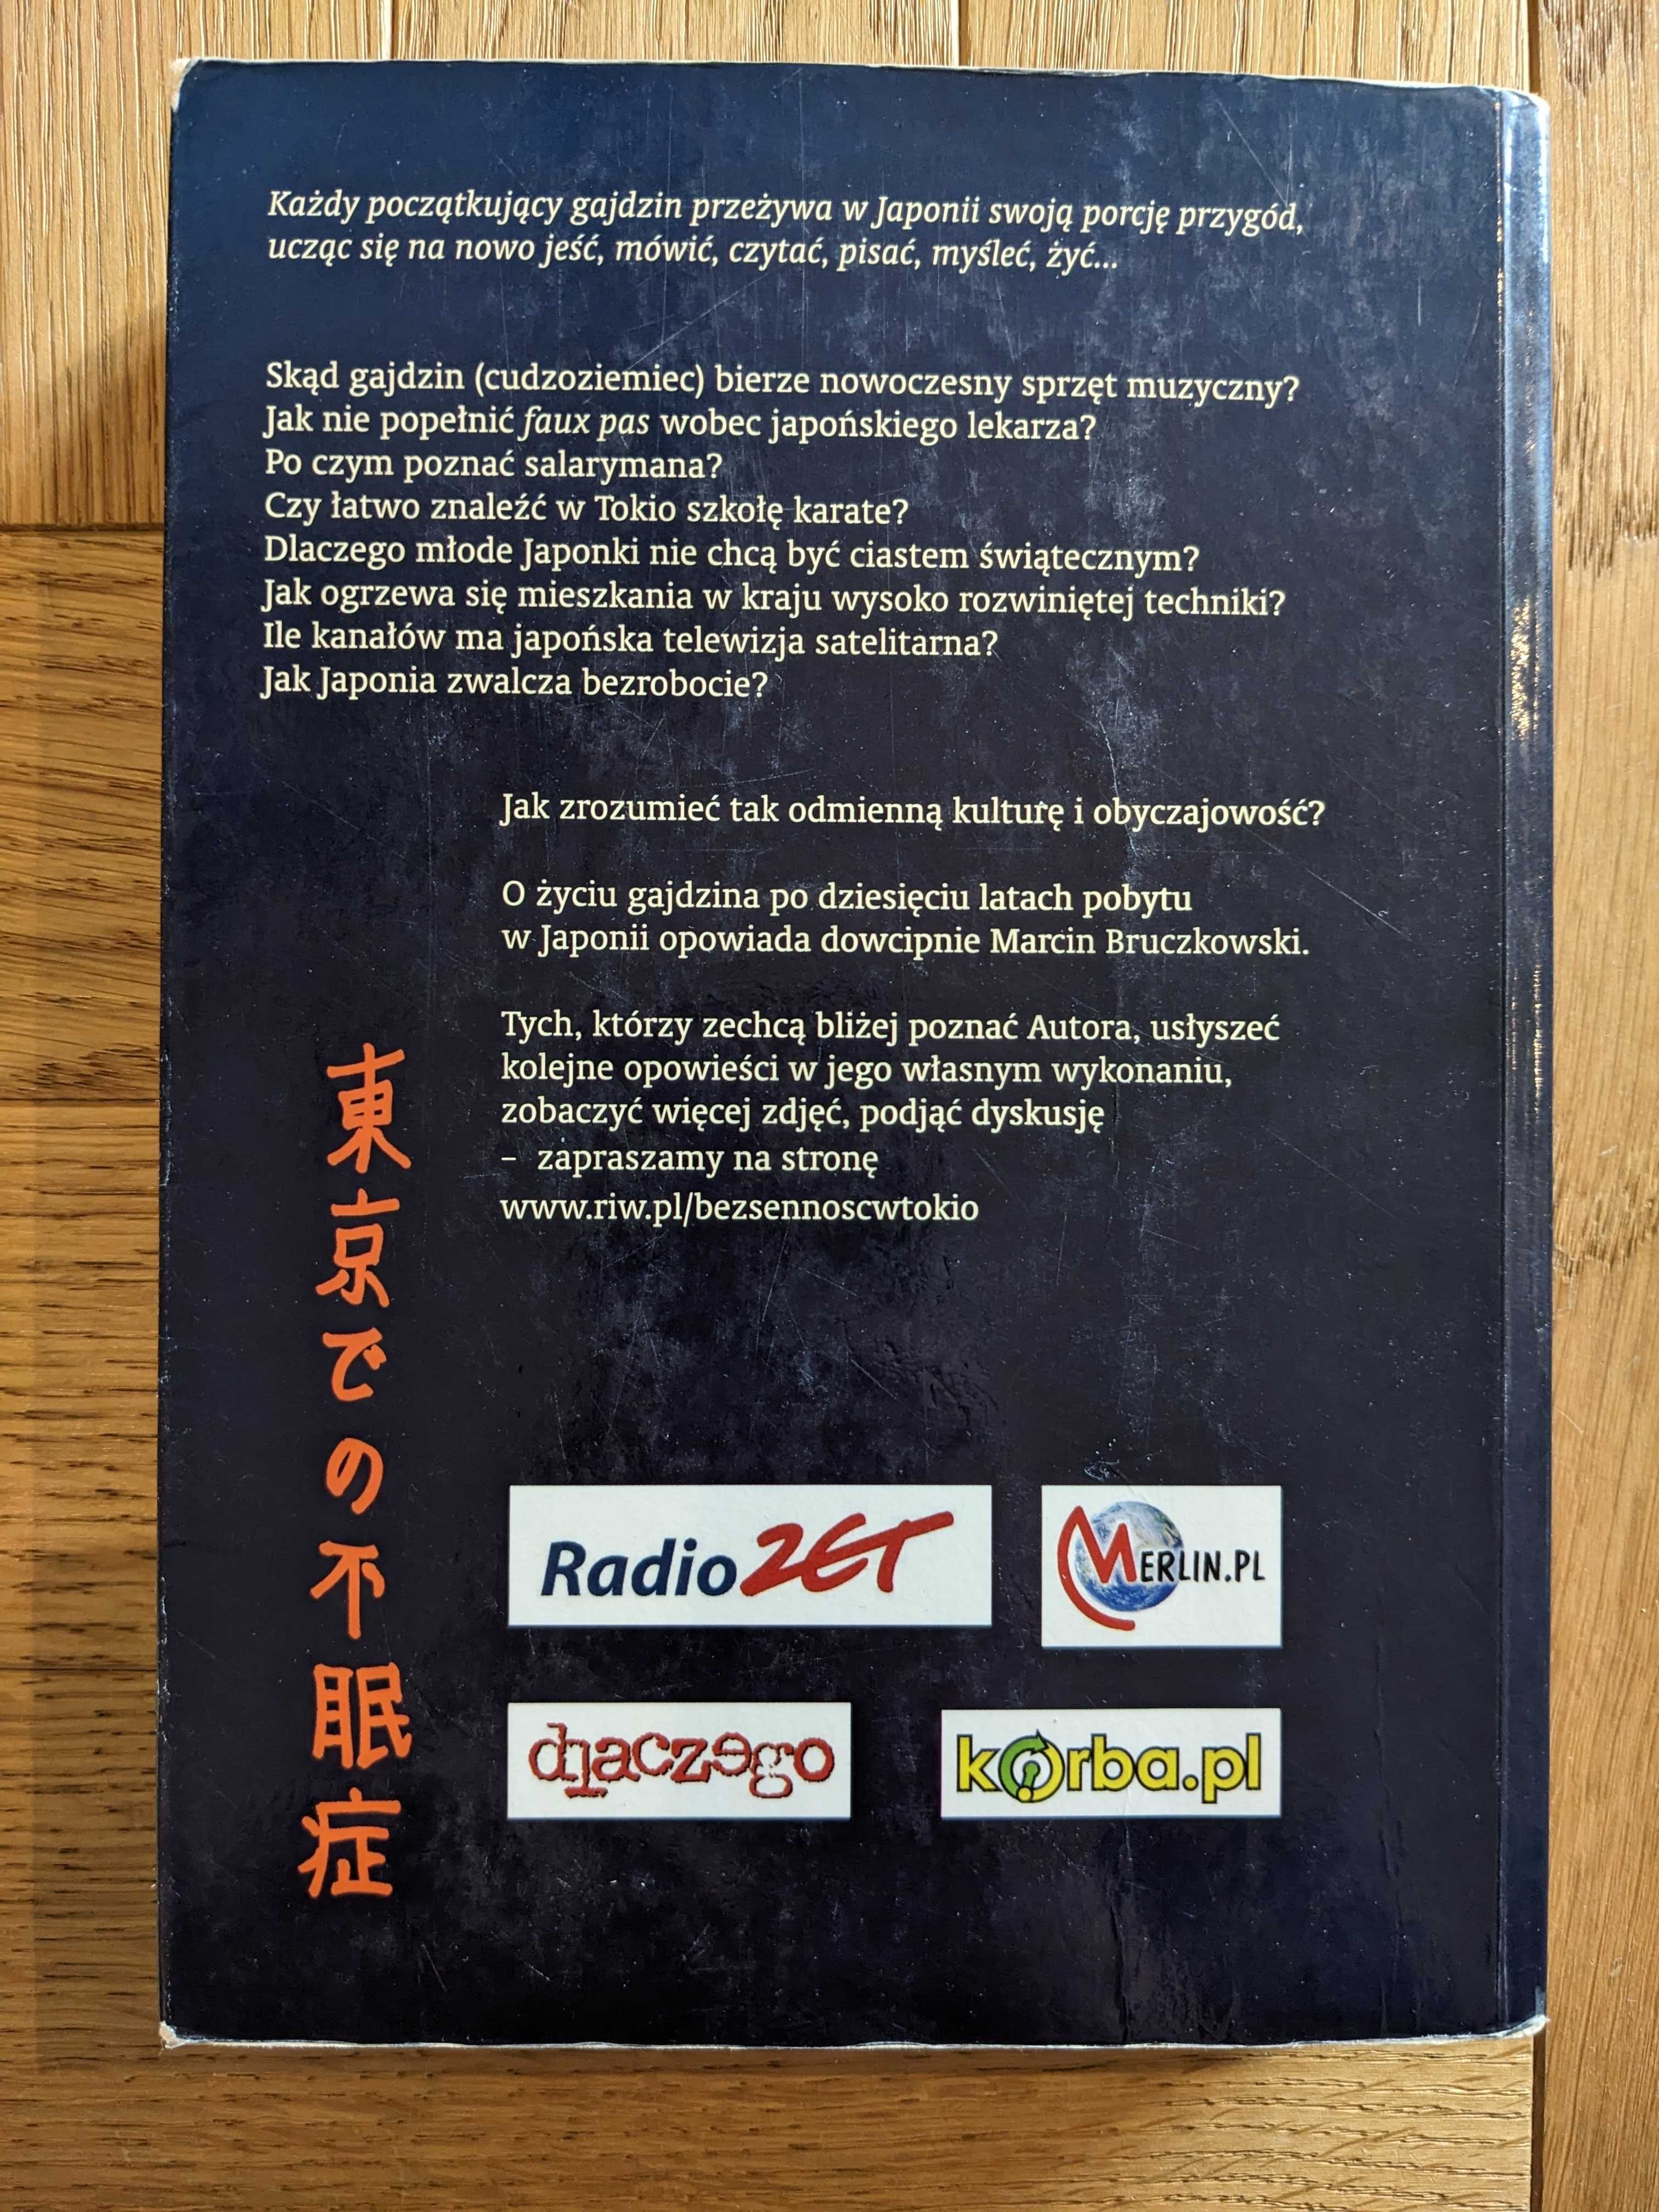 Każdy początkujący gajdzin przeżywa w Japonii swoją porcję przygód,
ucząc się na nowo jeść, mówić, czytać, pisać, myśleć, żyć...
Skąd gajdzin (cudzoziemiec) bierze nowoczesny sprzęt muzyczny?
Jak nie popełnić faux pas wobec japońskiego lekarza?
Po czym poznać salarymana?
Czy łatwo znaleźć w Tokio szkołę karate?
Dlaczego młode Japonki nie chcą być ciastem świątecznym?
Jak ogrzewa się mieszkania w kraju wysoko rozwiniętej techniki?
Ile kanałów ma japońska telewizja satelitarna?
Jak Japonia zwalcza bezrobocie?
Jak zrozumieć tak odmienną kulturę i obyczajowość?
O życiu gajdzina po dziesięciu latach pobytu
w Japonii opowiada dowcipnie Marcin Bruczkowski.
Tych, którzy zechcą bliżej poznać Autora, usłyszeć
kolejne opowieści w jego własnym wykonaniu,
zobaczyć więcej zdjęć, podjąć dyskusję
– zapraszamy na stronę
www.riw.pl/bezsennoscwtokio
東京での不眠症
Radio ZET
MERLIN.PL
dlaczego
korba.pl